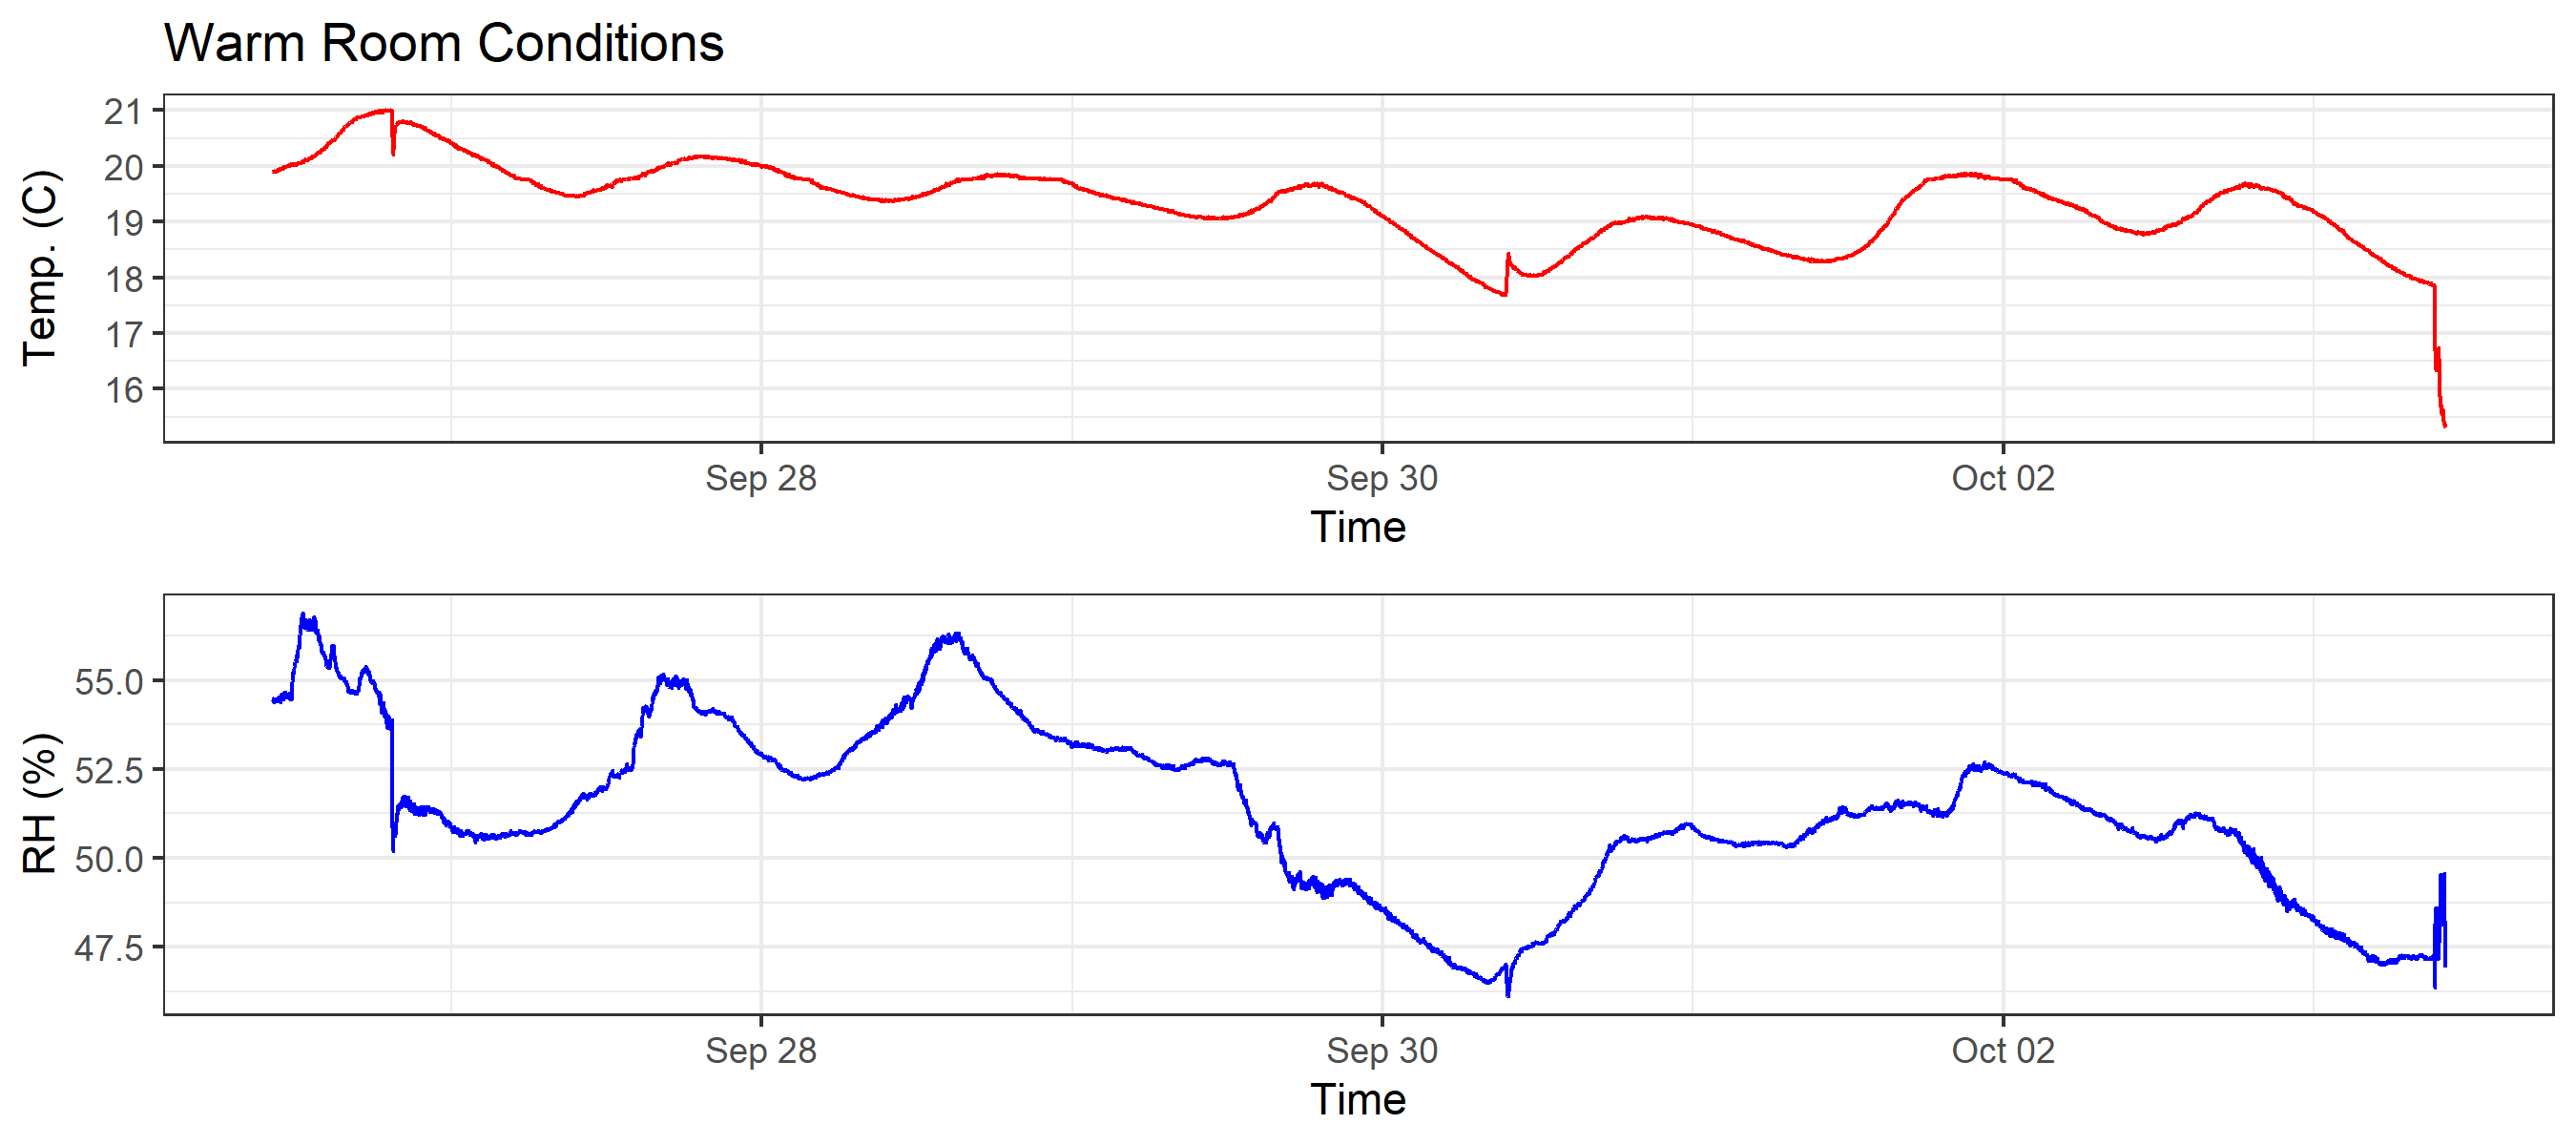 Warm Room Conditions
Temp. (C)
21
20
19
18
17
16
Sep 28
Sep 30
Oct 02
Time
RH (%)
55.0
52.5
50.0
47.5
Sep 28
Sep 30
Oct 02
Time